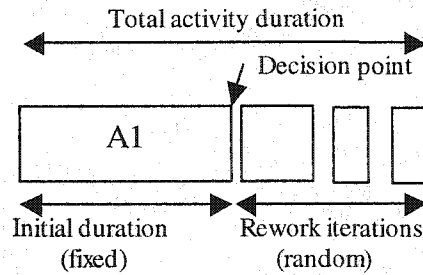 Total activity duration
Decision point
A1
Initial duration
(fixed)
Rework iterations
(random)